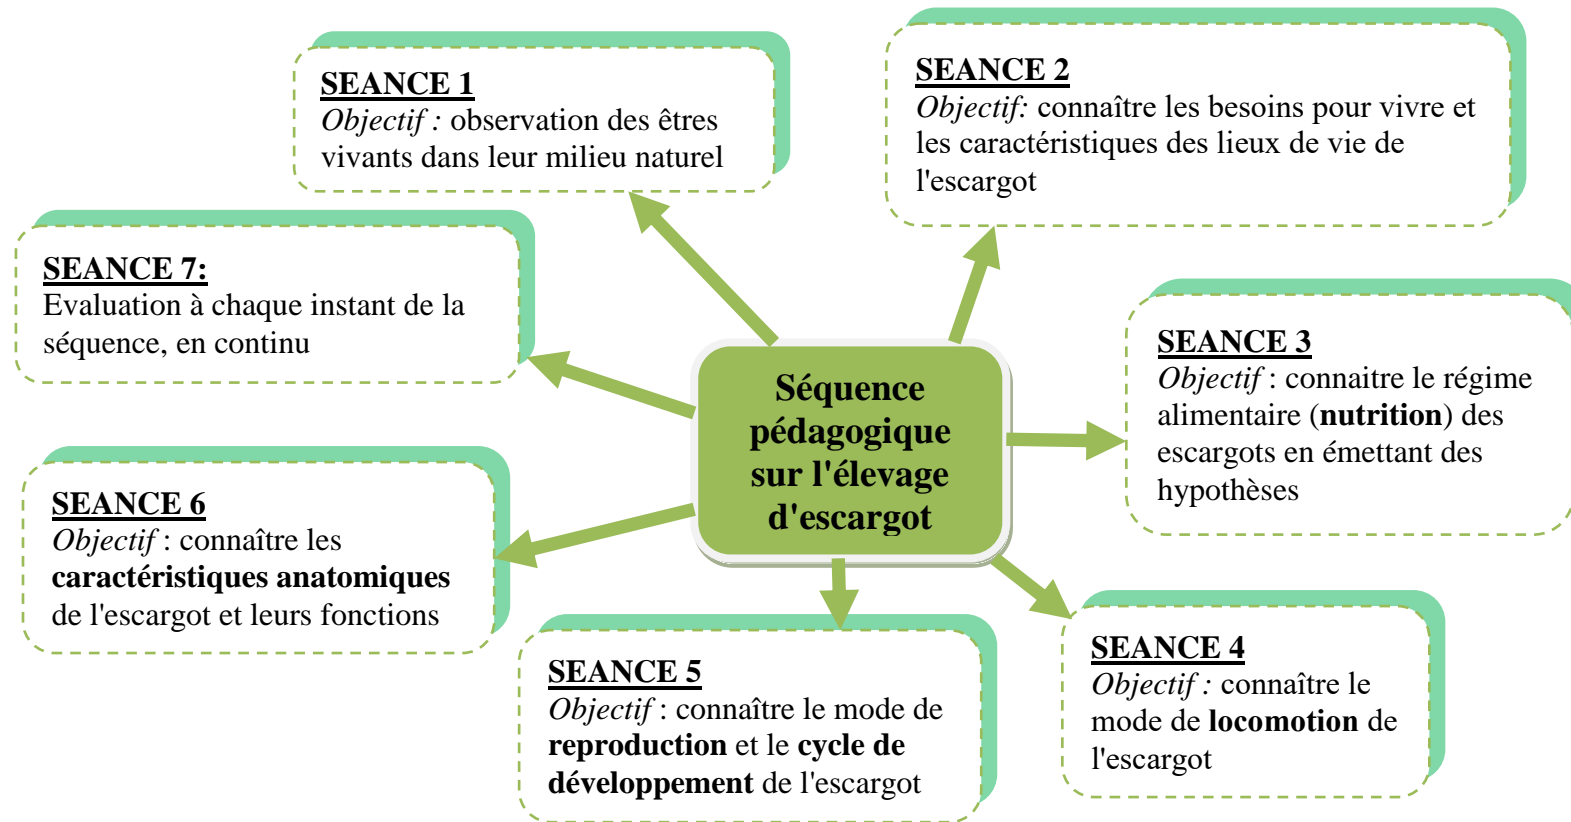 SEANCE 1
Objectif : observation des êtres
vivants dans leur milieu naturel
SEANCE 2
Objectif: connaître les besoins pour vivre et
les caractéristiques des lieux de vie de
l'escargot
SEANCE 7:
Evaluation à chaque instant de la
séquence, en continu
SEANCE 3
Objectif : connaitre le régime
alimentaire (nutrition) des
escargots en émettant des
hypothèses
Séquence
pédagogique
sur l'élevage
d'escargot
SEANCE 6
Objectif : connaître les
caractéristiques anatomiques
de l'escargot et leurs fonctions
SEANCE 5
Objectif : connaître le mode de
reproduction et le cycle de
développement de l'escargot
SEANCE 4
Objectif : connaître le
mode de locomotion de
l'escargot